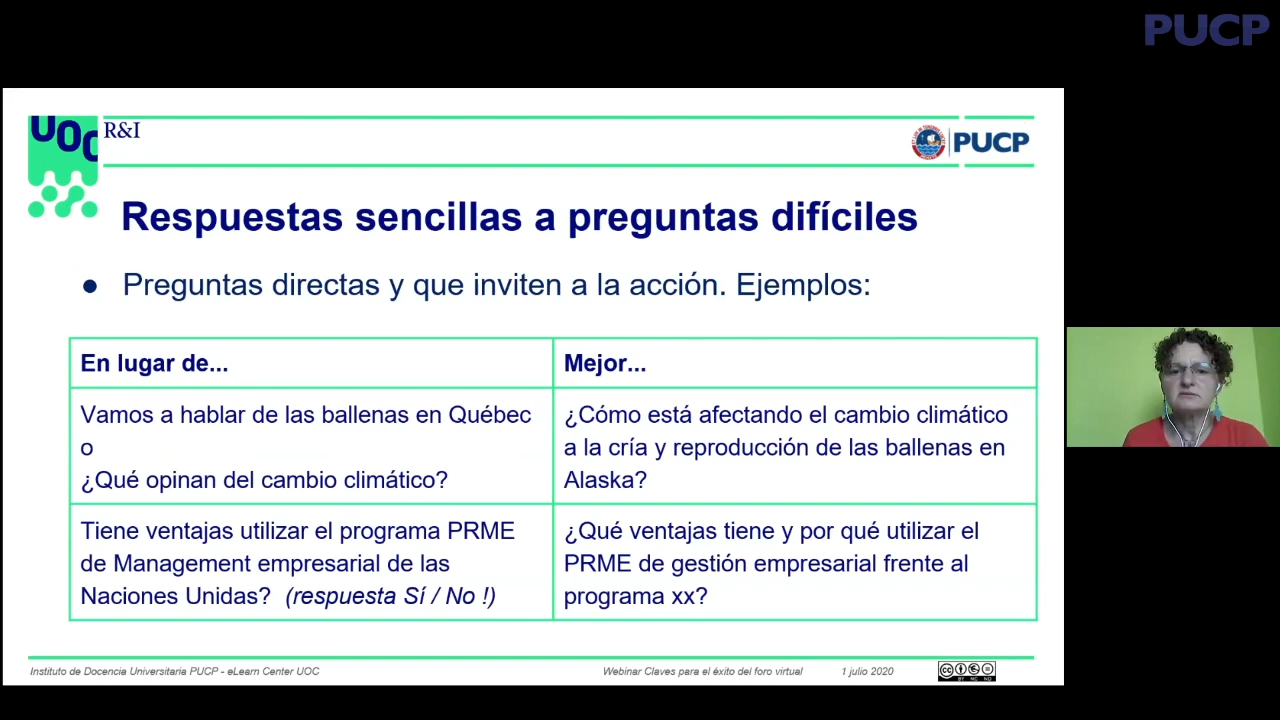 PUCP
UOC
R&I
PUCP
Respuestas sencillas a preguntas difíciles
● Preguntas directas y que inviten a la acción. Ejemplos:
En lugar de...
Mejor...
Vamos a hablar de las ballenas en Québec
o
¿Qué opinan del cambio climático?
¿Cómo está afectando el cambio climático
a la cría y reproducción de las ballenas en
Alaska?
Tiene ventajas utilizar el programa PRME
de Management empresarial de las
Naciones Unidas? (respuesta Sí / No !)
¿Qué ventajas tiene y por qué utilizar el
PRME de gestión empresarial frente al
programa xx?
Instituto de Docencia Universitaria PUCP - eLearn Center UOC
Webinar Claves para el éxito del foro virtual
1 julio 2020
CC
BY NC ND